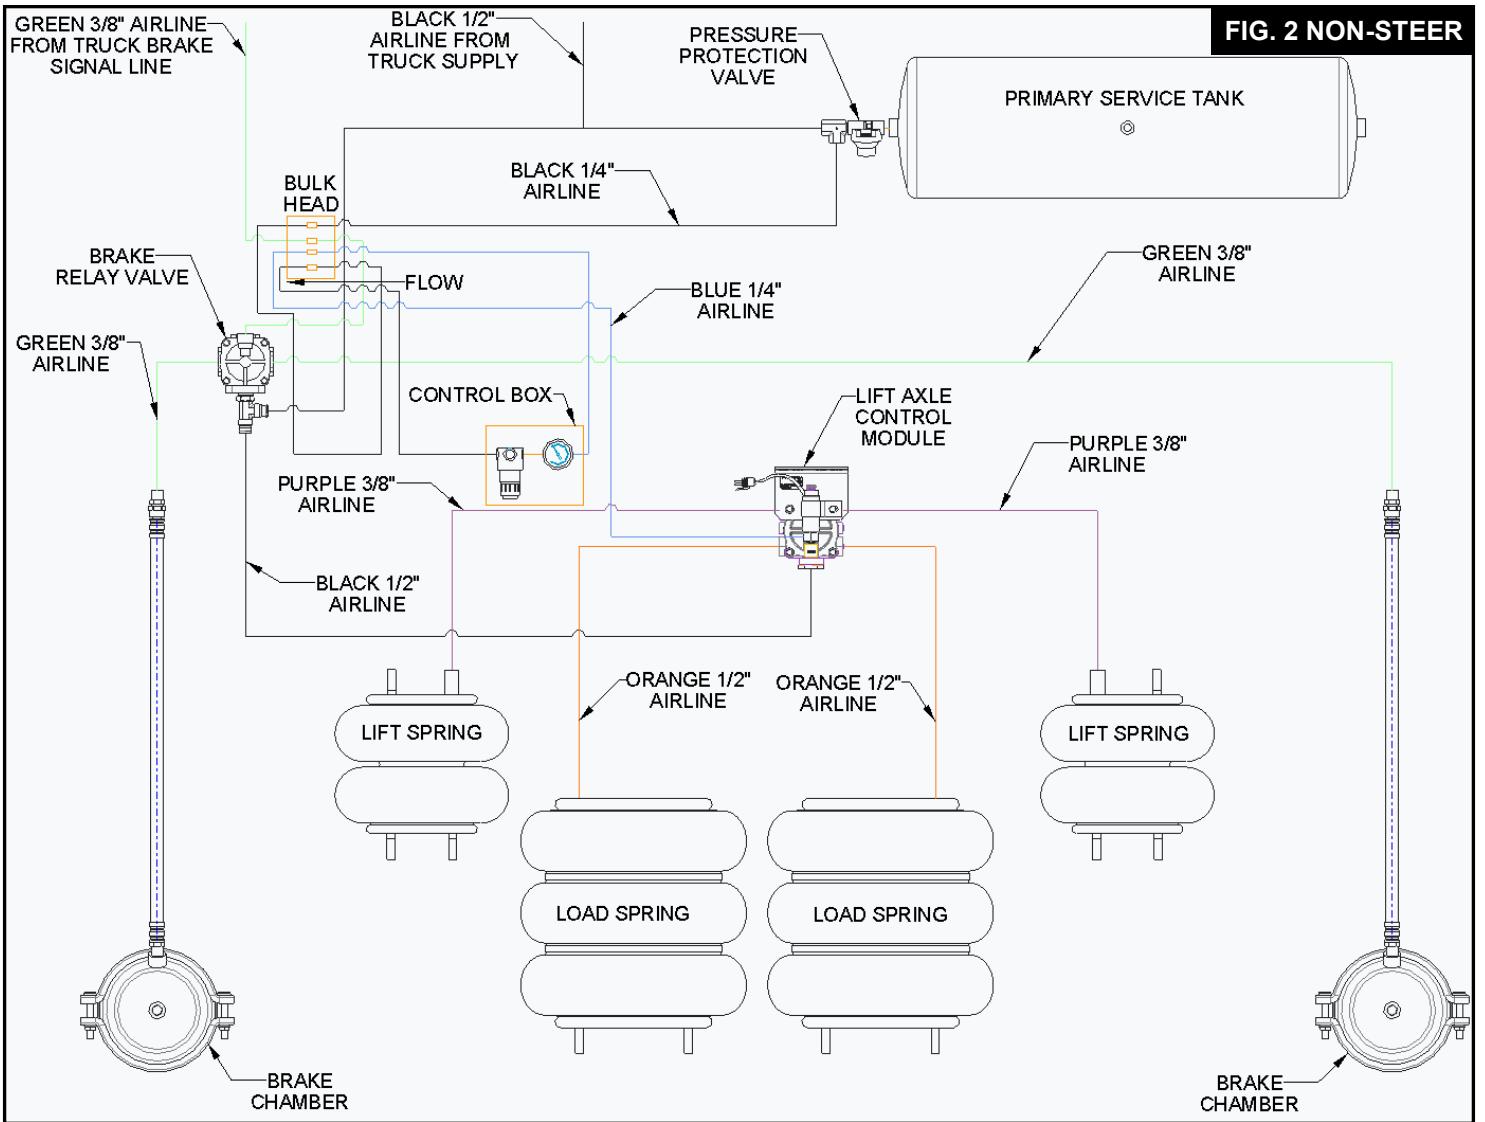 GREEN 3/8" AIRLINE
FROM TRUCK BRAKE
SIGNAL LINE
BLACK 1/2"
AIRLINE FROM
TRUCK SUPPLY
PRESSURE
PROTECTION
VALVE
FIG. 2 NON-STEER
PRIMARY SERVICE TANK
BLACK 1/4"
AIRLINE
BULK
HEAD
BRAKE
RELAY VALVE
FLOW
BLUE 1/4"
AIRLINE
GREEN 3/8"
AIRLINE
GREEN 3/8"
AIRLINE
CONTROL BOX
LIFT AXLE
CONTROL
MODULE
PURPLE 3/8"
AIRLINE
PURPLE 3/8"
AIRLINE
BLACK 1/2"
AIRLINE
ORANGE 1/2"
AIRLINE
ORANGE 1/2"
AIRLINE
LIFT SPRING
LIFT SPRING
LOAD SPRING
LOAD SPRING
BRAKE
CHAMBER
BRAKE
CHAMBER